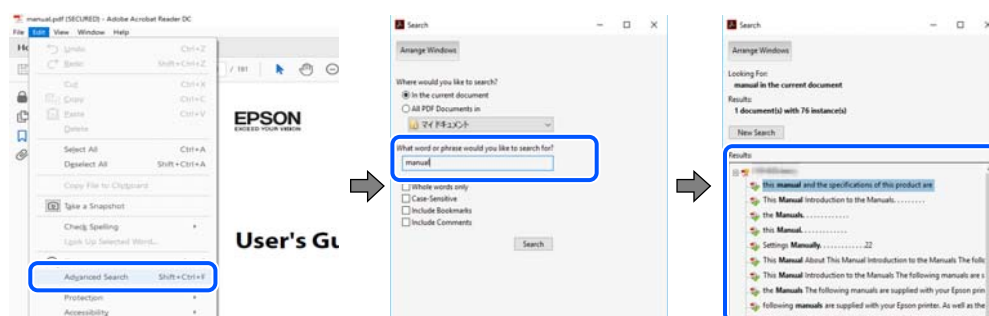 manual.pdf (SECURED) - Adobe Acrobat Reader DC
File Edit View Window Help
Undo Ctrl+Z
Shift+Ctrl+Z
Cut Ctrl+X
Copy Ctrl+C
Paste Ctrl+V
Delete
Select All Ctrl+A
Deselect All Shift+Ctrl+A
Copy File to Clipboard
Take a Snapshot
Check Spelling
Look Up Selected Word...
Advanced Search Shift+Ctrl+F
Protection
Accessibility
/ 181
EPSON
EXCEED YOUR VISION
User's Gu
Search
Arrange Windows
Where would you like to search?
In the current document
All PDF Documents in
マイ ドキュメント
What word or phrase would you like to search for?
manual
Whole words only
Case-Sensitive
Include Bookmarks
Include Comments
Search
Search
Arrange Windows
Looking For:
manual in the current document
Results:
1 document(s) with 76 instance(s)
New Search
Results:
this manual and the specifications of this product are
This Manual Introduction to the Manuals. . . . . . . .
the Manuals. . . . . . . . . . . . .
this Manual. . . . . . . . . . . . .
Settings Manually. . . . . . . . . . . . .22
This Manual About This Manual Introduction to the Manuals The follo
This Manual Introduction to the Manuals The following manuals are s
the Manuals The following manuals are supplied with your Epson prin
following manuals are supplied with your Epson printer. As well as the